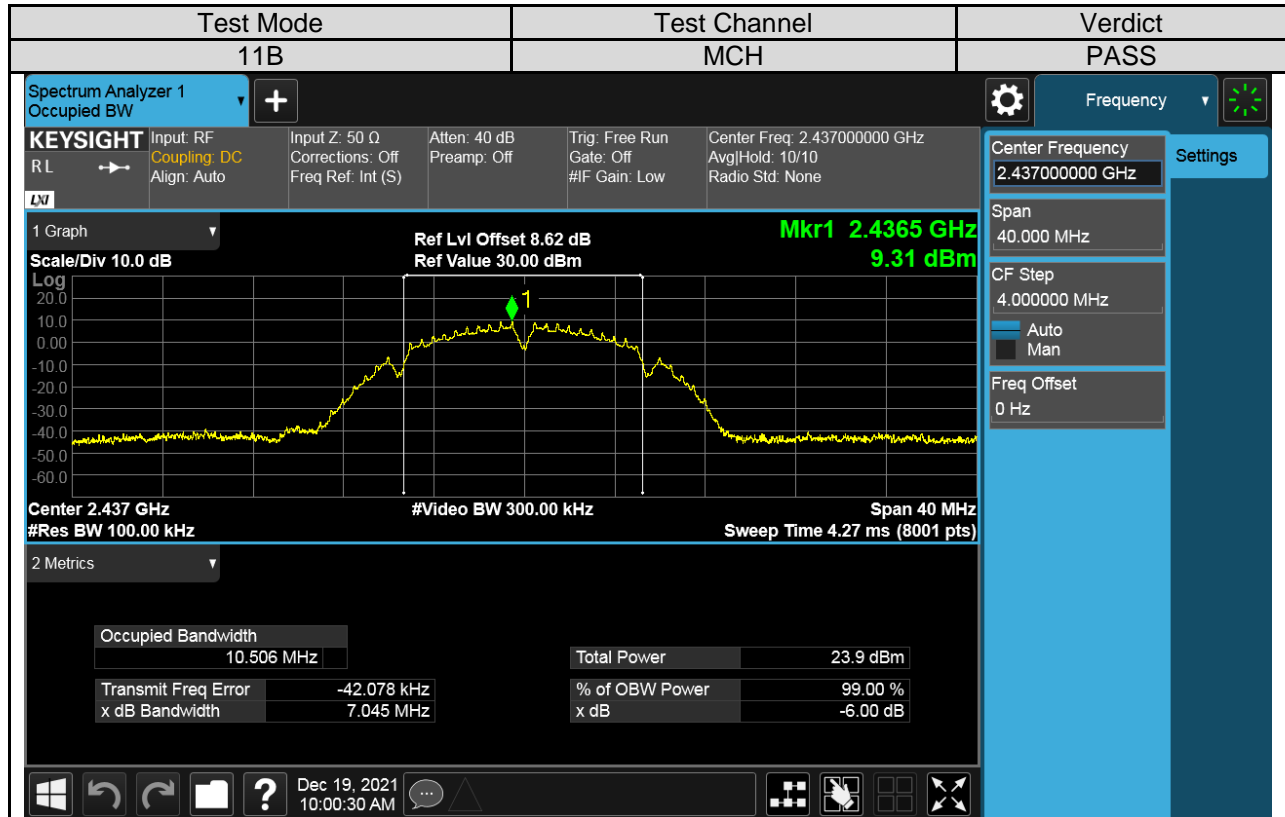 Test Mode Test Channel Verdict
11B MCH PASS
Spectrum Analyzer 1
Occupied BW
+
Frequency
KEYSIGHT Input: RF Input Z: 50 Ω Atten: 40 dB Trig: Free Run Center Freq: 2.437000000 GHz
RL Coupling: DC Corrections: Off Preamp: Off Gate: Off Avg|Hold: 10/10
Align: Auto Freq Ref: Int (S) #IF Gain: Low Radio Std: None
LXI
Center Frequency
2.437000000 GHz
Settings
Span
40.000 MHz
CF Step
4.000000 MHz
Auto
Man
Freq Offset
0 Hz
1 Graph
Ref Lvl Offset 8.62 dB Mkr1 2.4365 GHz
Scale/Div 10.0 dB Ref Value 30.00 dBm 9.31 dBm
Log
1
20.0
10.0
0.00
-10.0
-20.0
-30.0
-40.0
-50.0
-60.0
Center 2.437 GHz #Video BW 300.00 kHz Span 40 MHz
#Res BW 100.00 kHz Sweep Time 4.27 ms (8001 pts)
2 Metrics
Occupied Bandwidth
10.506 MHz Total Power 23.9 dBm
Transmit Freq Error -42.078 kHz % of OBW Power 99.00 %
x dB Bandwidth 7.045 MHz x dB -6.00 dB
? Dec 19, 2021
10:00:30 AM